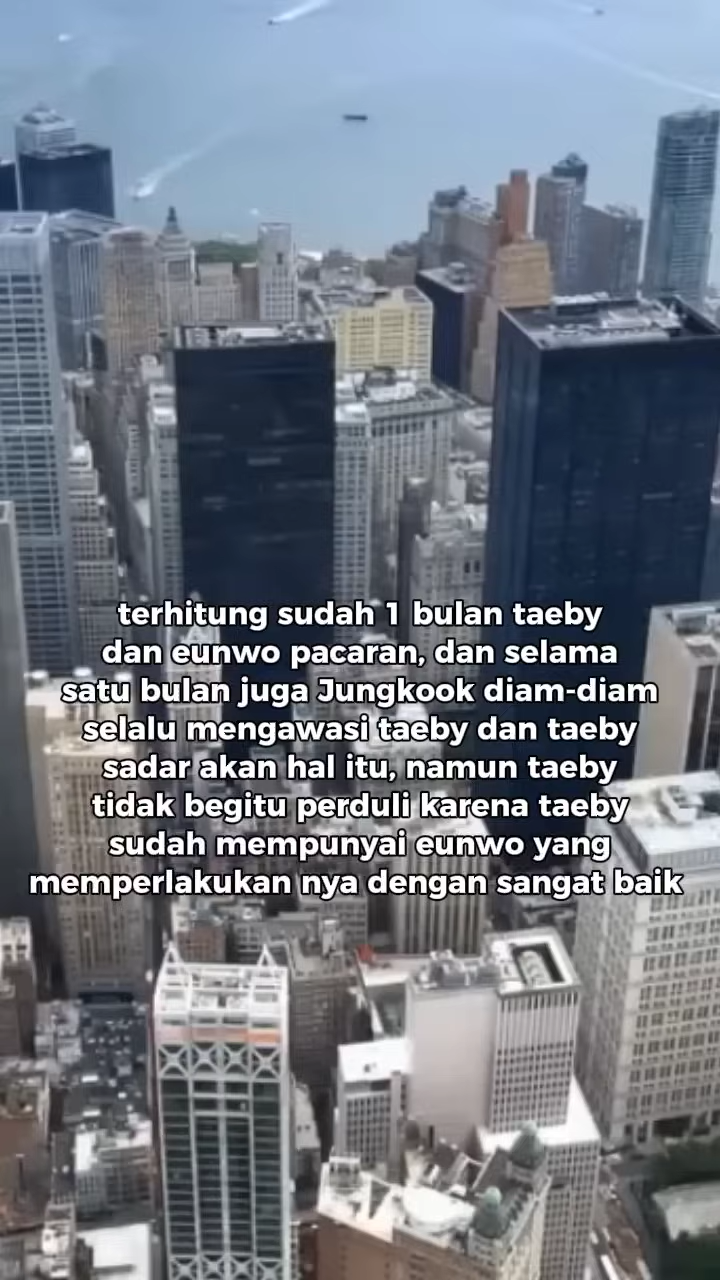 terhitung sudah 1 bulan taeby
dan eunwo pacaran, dan selama
satu bulan juga Jungkook diam-diam
selalu mengawasi taeby dan taeby
sadar akan hal itu, namun taeby
tidak begitu perduli karena taeby
sudah mempunyai eunwo yang
memperlakukan nya dengan sangat baik